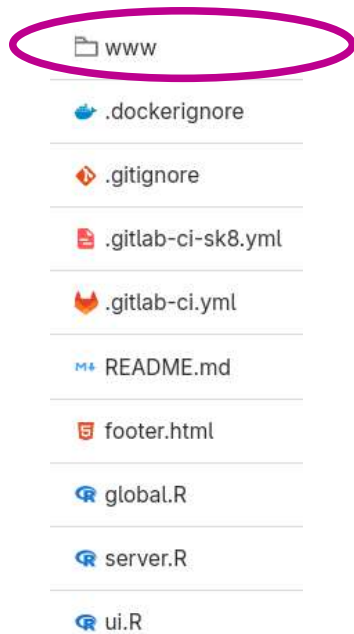 www
.dockerignore
.gitignore
.gitlab-ci-sk8.yml
.gitlab-ci.yml
README.md
footer.html
global.R
server.R
ui.R